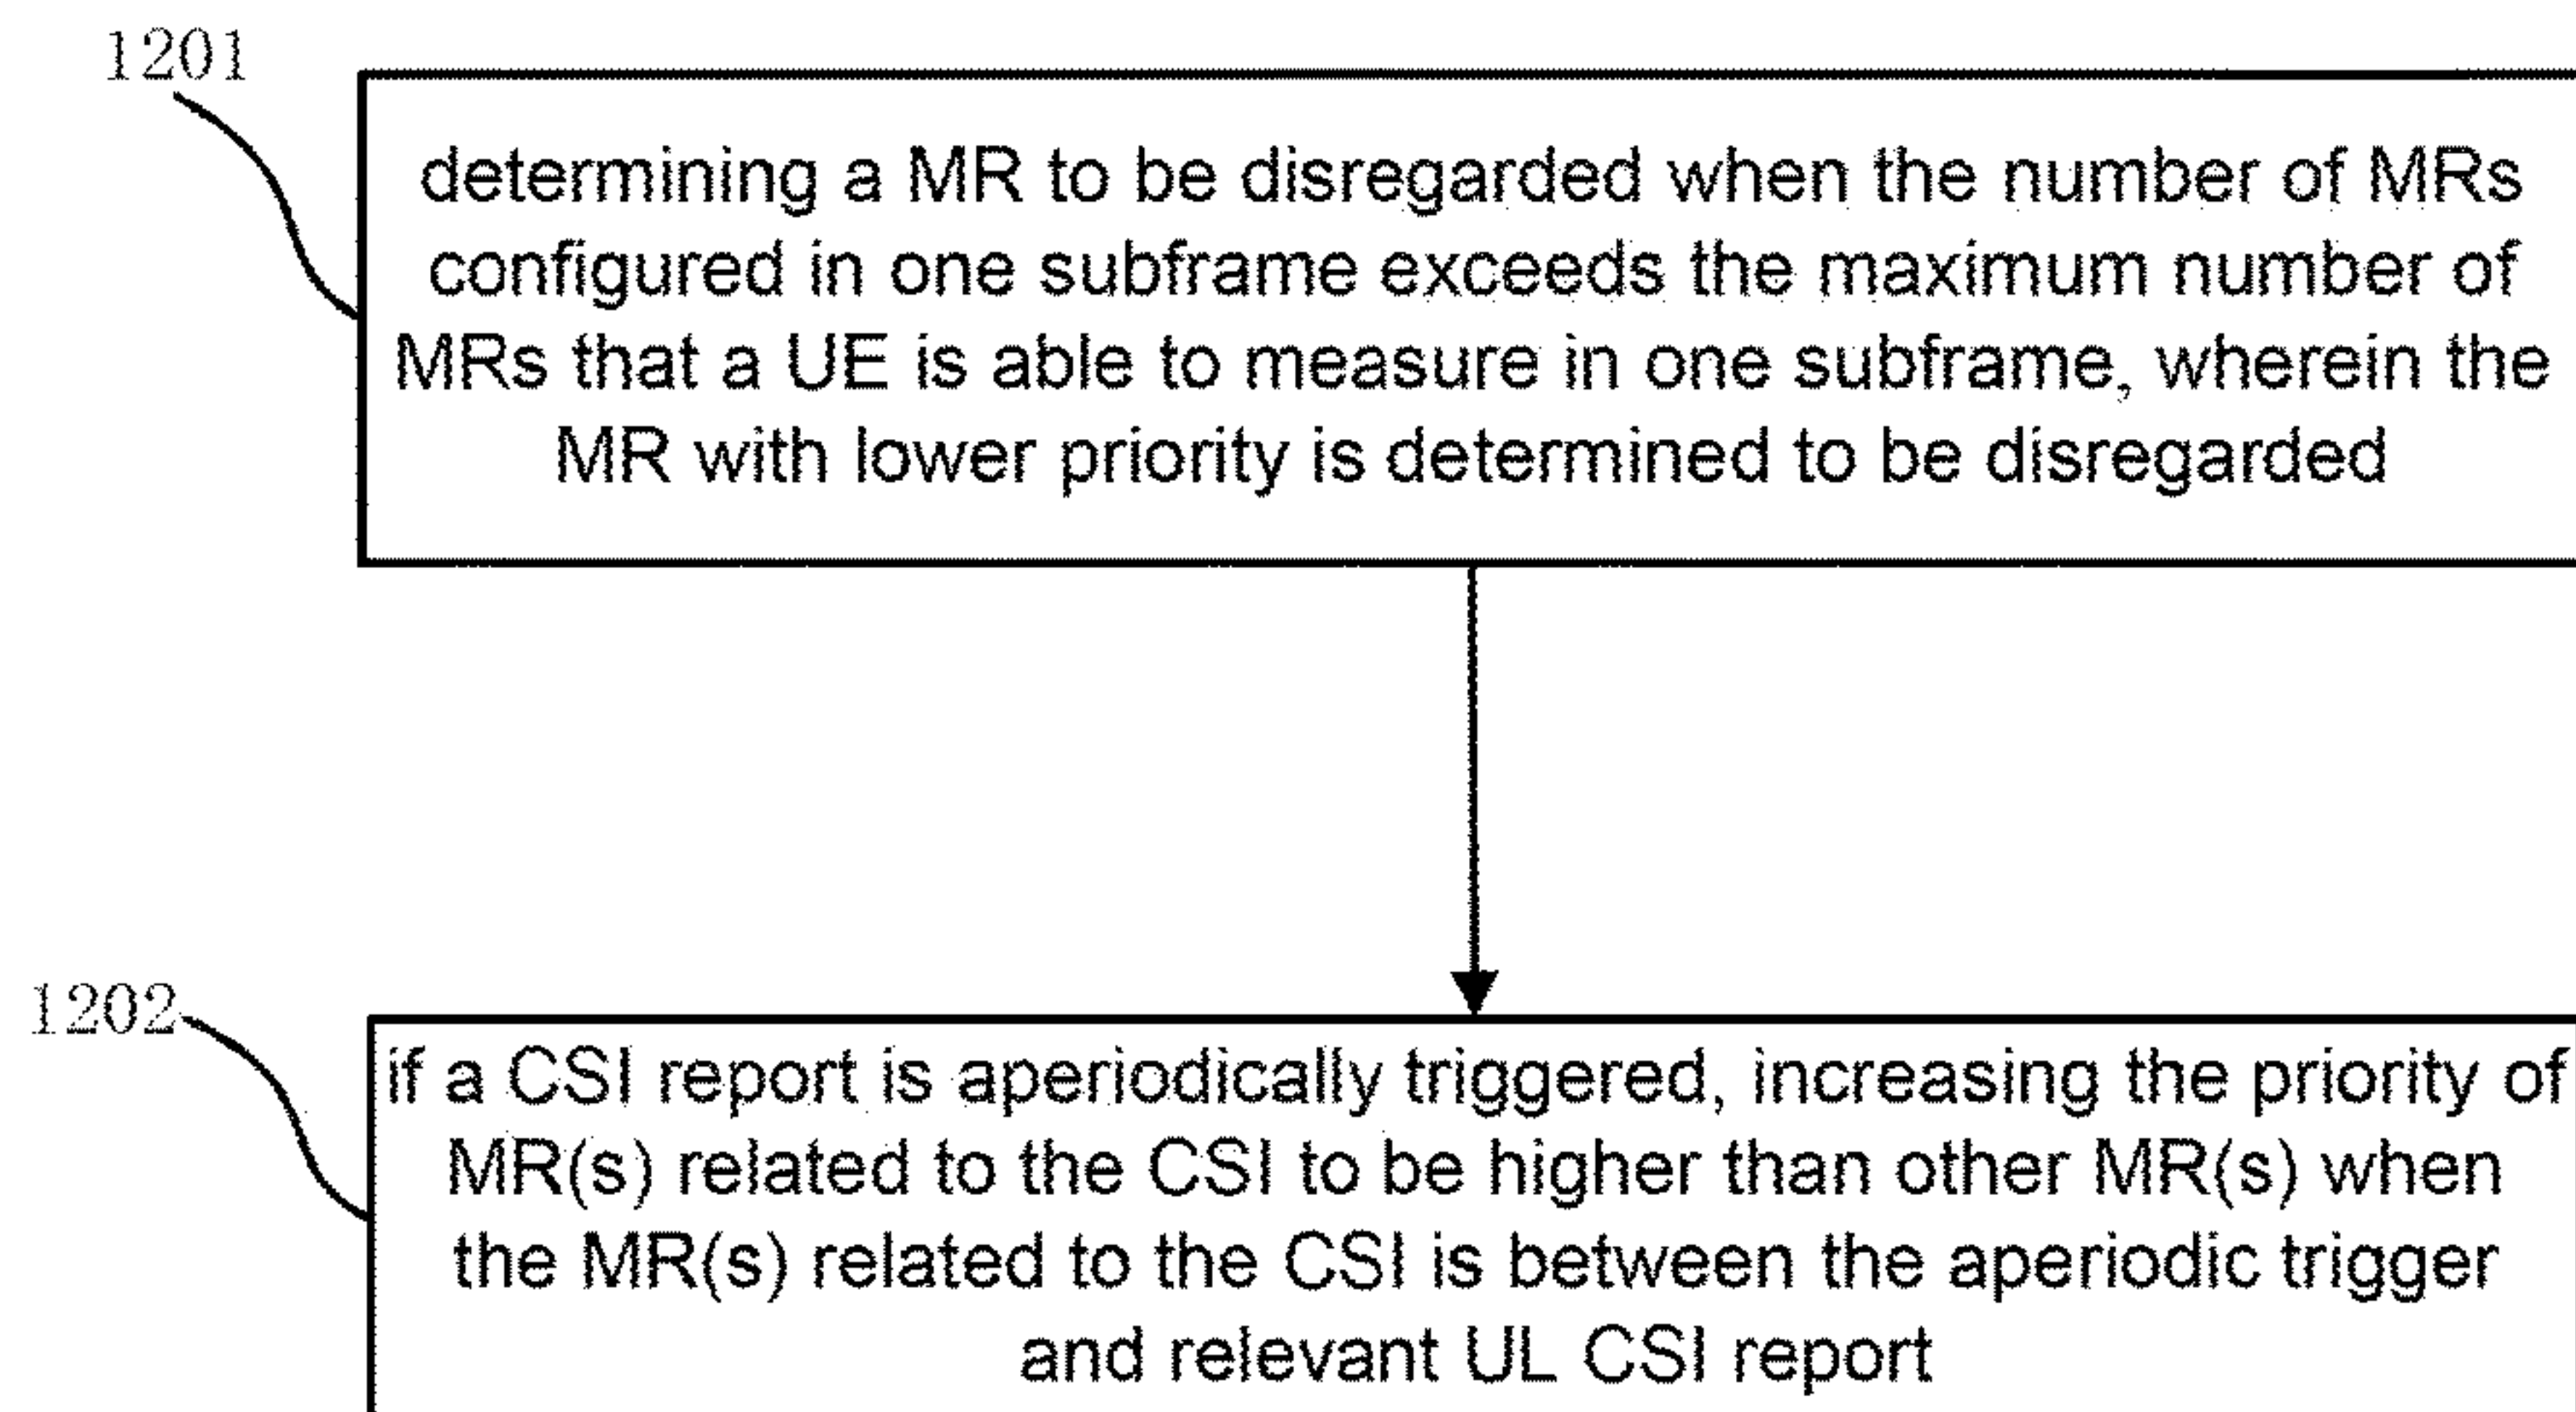 1201
determining a MR to be disregarded when the number of MRs
configured in one subframe exceeds the maximum number of
MRs that a UE is able to measure in one subframe, wherein the
MR with lower priority is determined to be disregarded
1202
if a CSI report is aperiodically triggered, increasing the priority of
MR(s) related to the CSI to be higher than other MR(s) when
the MR(s) related to the CSI is between the aperiodic trigger
and relevant UL CSI report